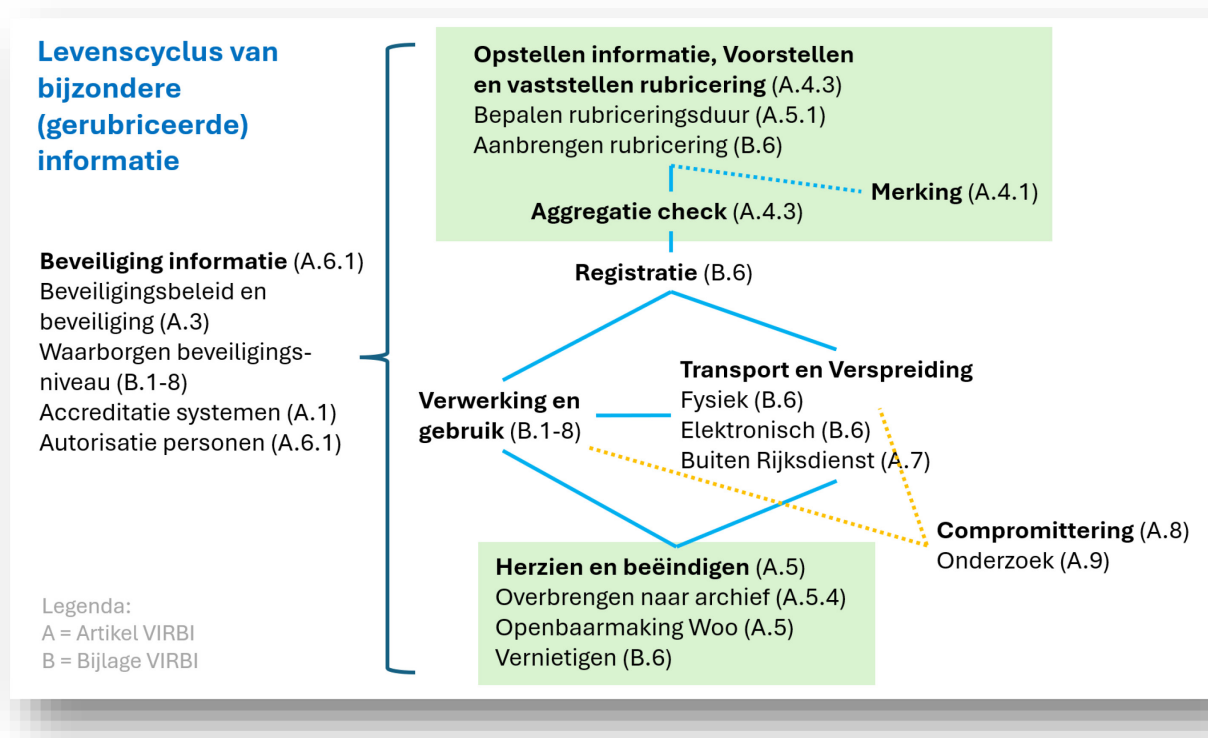 Levenscyclus van
bijzondere
(gerubriceerde)
informatie
Beveiliging informatie (A.6.1)
Beveiligingsbeleid en
beveiliging (A.3)
Waarborgen beveiligings-
niveau (B.1-8)
Accreditatie systemen (A.1)
Autorisatie personen (A.6.1)
Legenda:
A = Artikel VIRBI
B = Bijlage VIRBI
Opstellen informatie, Voorstellen
en vaststellen rubricering (A.4.3)
Bepalen rubriceringsduur (A.5.1)
Aanbrengen rubricering (B.6)
Merking (A.4.1)
Aggregatie check (A.4.3)
Registratie (B.6)
Verwerking en
gebruik (B.1-8)
Transport en Verspreiding
Fysiek (B.6)
Elektronisch (B.6)
Buiten Rijksdienst (A.7)
Compromittering (A.8)
Onderzoek (A.9)
Herzien en beëindigen (A.5)
Overbrengen naar archief (A.5.4)
Openbaarmaking Woo (A.5)
Vernietigen (B.6)